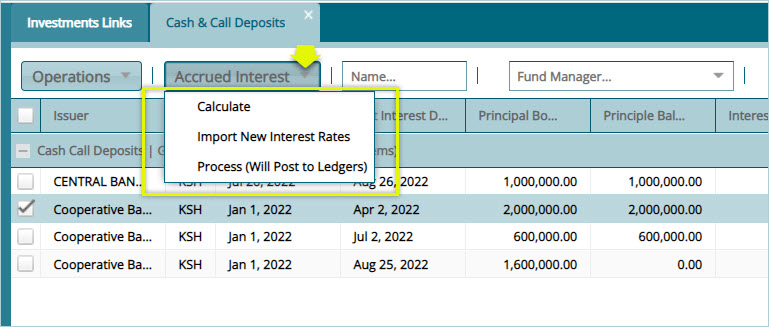 Investments Links
Cash & Call Deposits
Operations
Accrued Interest
Name...
Fund Manager...
Issuer
t Interest D...
Principal Bo...
Principle Bal...
Interes
Calculate
Import New Interest Rates
Process (Will Post to Ledgers)
Cash Call Deposits | G
ems)
CENTRAL BAN... KSH Jul 26, 2022 Aug 26, 2022 1,000,000.00 1,000,000.00
Cooperative Ba... KSH Jan 1, 2022 Apr 2, 2022 2,000,000.00 2,000,000.00
Cooperative Ba... KSH Jan 1, 2022 Jul 2, 2022 600,000.00 600,000.00
Cooperative Ba... KSH Jan 1, 2022 Aug 25, 2022 1,600,000.00 0.00